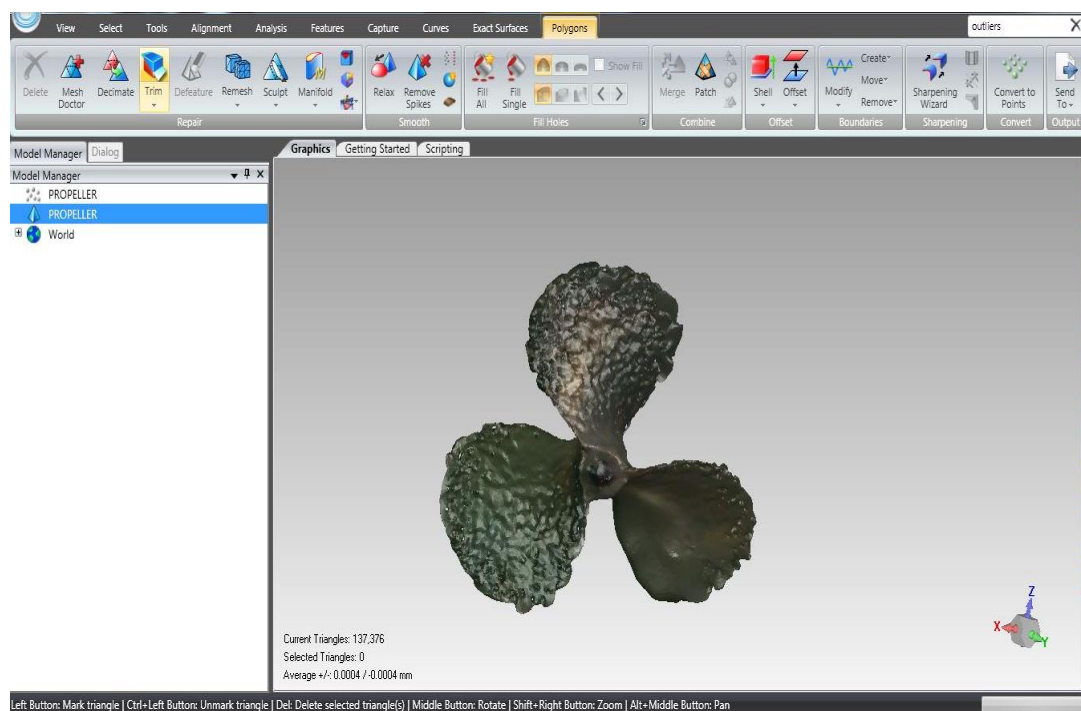 View Select Tools Alignment Analysis Features Capture Curves Exact Surfaces Polygons outliers X
Delete Mesh Doctor Decimate Trim Defeature Remesh Sculpt Manifold Relax Remove Spikes Fill All Fill Single Show Fill Merge Patch Shell Offset Modify Create Move Remove Sharpening Wizard Convert to Points Send To
Repair Smooth Fill Holes Combine Offset Boundaries Sharpening Convert Output
Model Manager Dialog Graphics Getting Started Scripting
Model Manager
PROPELLER
PROPELLER
World
Z
X Y
Current Triangles: 137,376
Selected Triangles: 0
Average +/-: 0.0004 / -0.0004 mm
Left Button: Mark triangle | Ctrl+Left Button: Unmark triangle | Del: Delete selected triangle(s) | Middle Button: Rotate | Shift+Right Button: Zoom | Alt+Middle Button: Pan